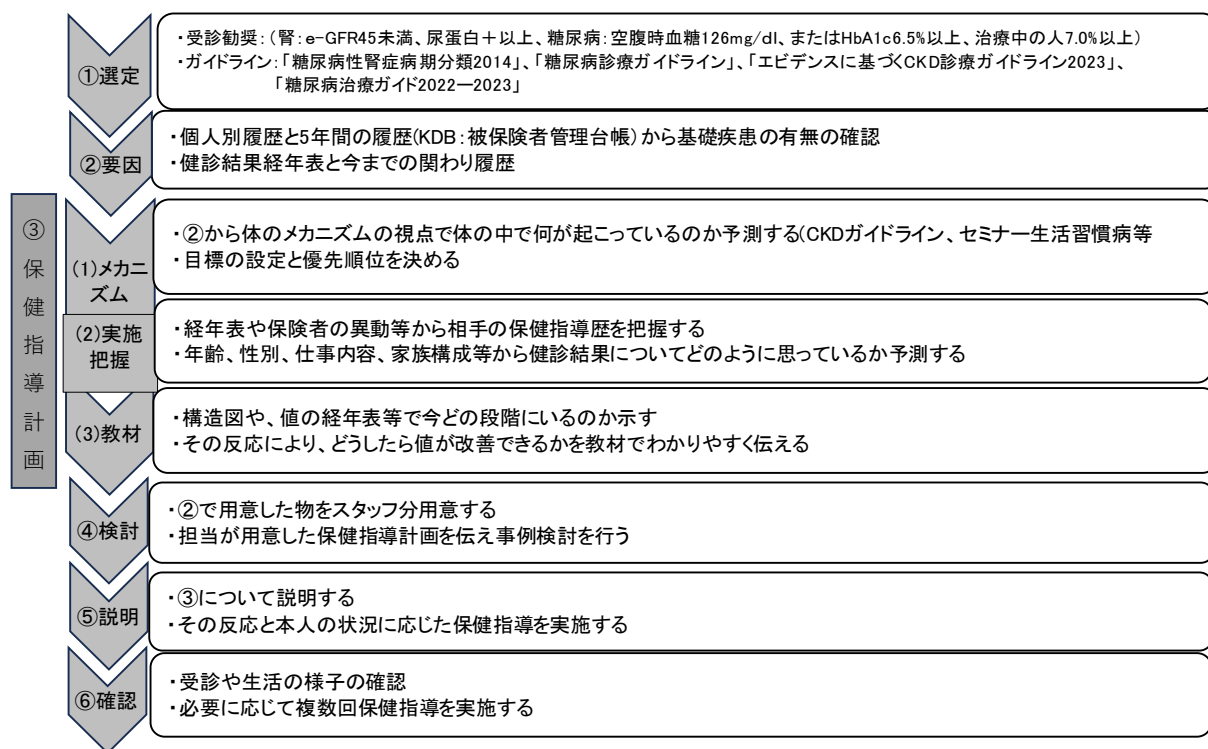 ①選定
・受診勧奨：（腎：e-GFR45未満、尿蛋白＋以上、糖尿病：空腹時血糖126mg/dl、またはHbA1c6.5%以上、治療中の人7.0%以上）
・ガイドライン：「糖尿病性腎症病期分類2014」、「糖尿病診療ガイドライン」、「エビデンスに基づくCKD診療ガイドライン2023」、
「糖尿病治療ガイド2022―2023」
②要因
・個人別履歴と5年間の履歴(KDB：被保険者管理台帳)から基礎疾患の有無の確認
・健診結果経年表と今までの関わり履歴
③保健指導計画
(1)メカニ
ズム
・②から体のメカニズムの視点で体の中で何が起こっているのか予測する(CKDガイドライン、セミナー生活習慣病等
・目標の設定と優先順位を決める
(2)実施
把握
・経年表や保険者の異動等から相手の保健指導歴を把握する
・年齢、性別、仕事内容、家族構成等から健診結果についてどのように思っているか予測する
(3)教材
・構造図や、値の経年表等で今どの段階にいるのか示す
・その反応により、どうしたら値が改善できるかを教材でわかりやすく伝える
④検討
・②で用意した物をスタッフ分用意する
・担当が用意した保健指導計画を伝え事例検討を行う
⑤説明
・③について説明する
・その反応と本人の状況に応じた保健指導を実施する
⑥確認
・受診や生活の様子の確認
・必要に応じて複数回保健指導を実施する